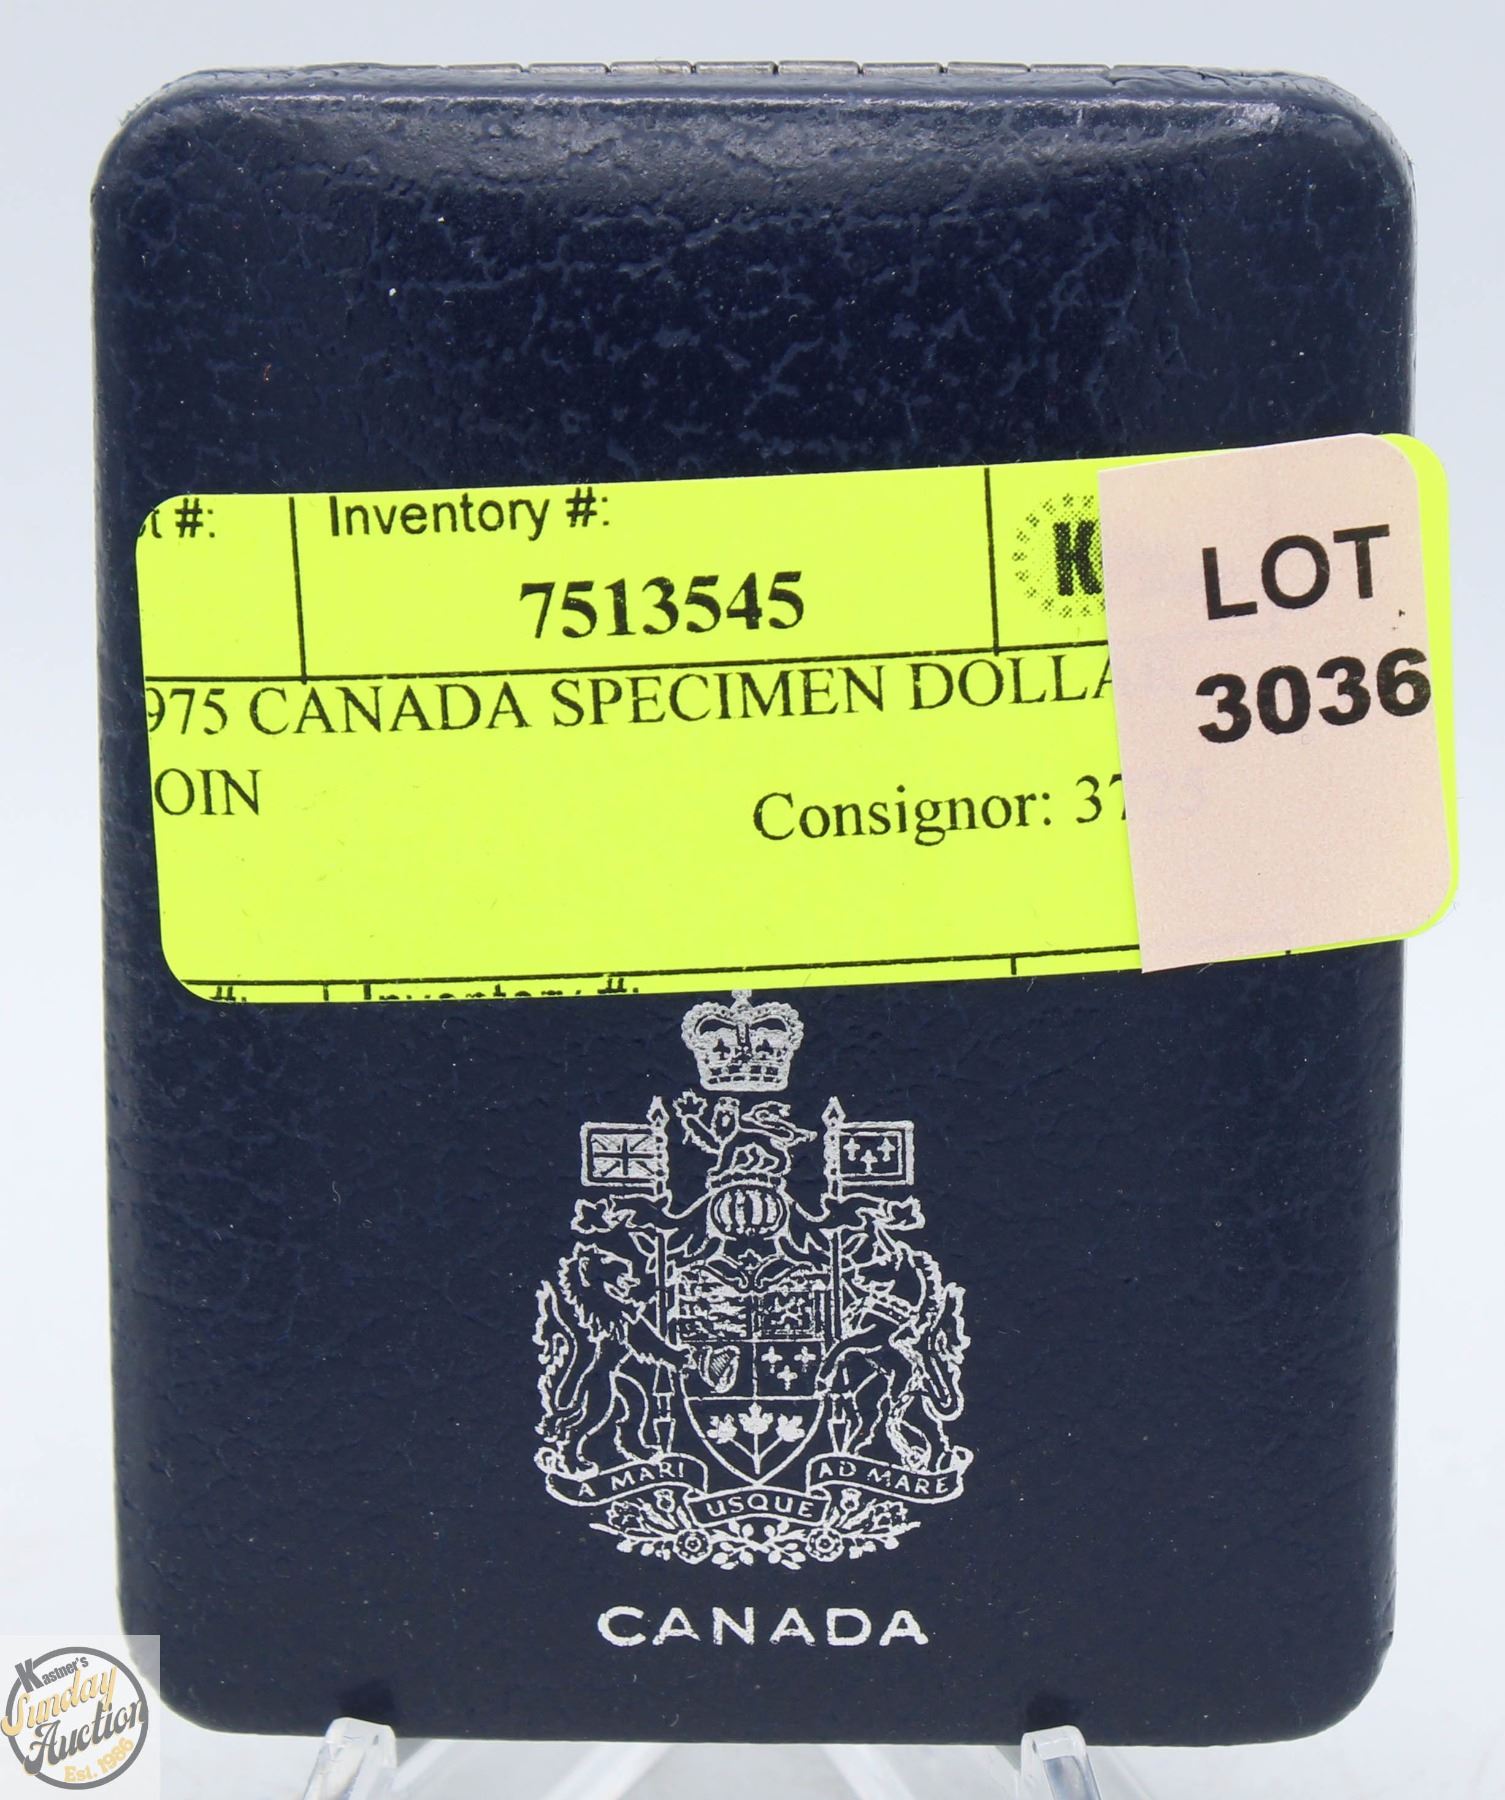 #:
Inventory #:
7513545
K
LOT
3036
975 CANADA SPECIMEN DOLLA
OIN
Consignor: 37
#:
Inventory #:
A MARI USQUE AD MARE
CANADA
Kastner's
Sunday
Auction
Est. 1986